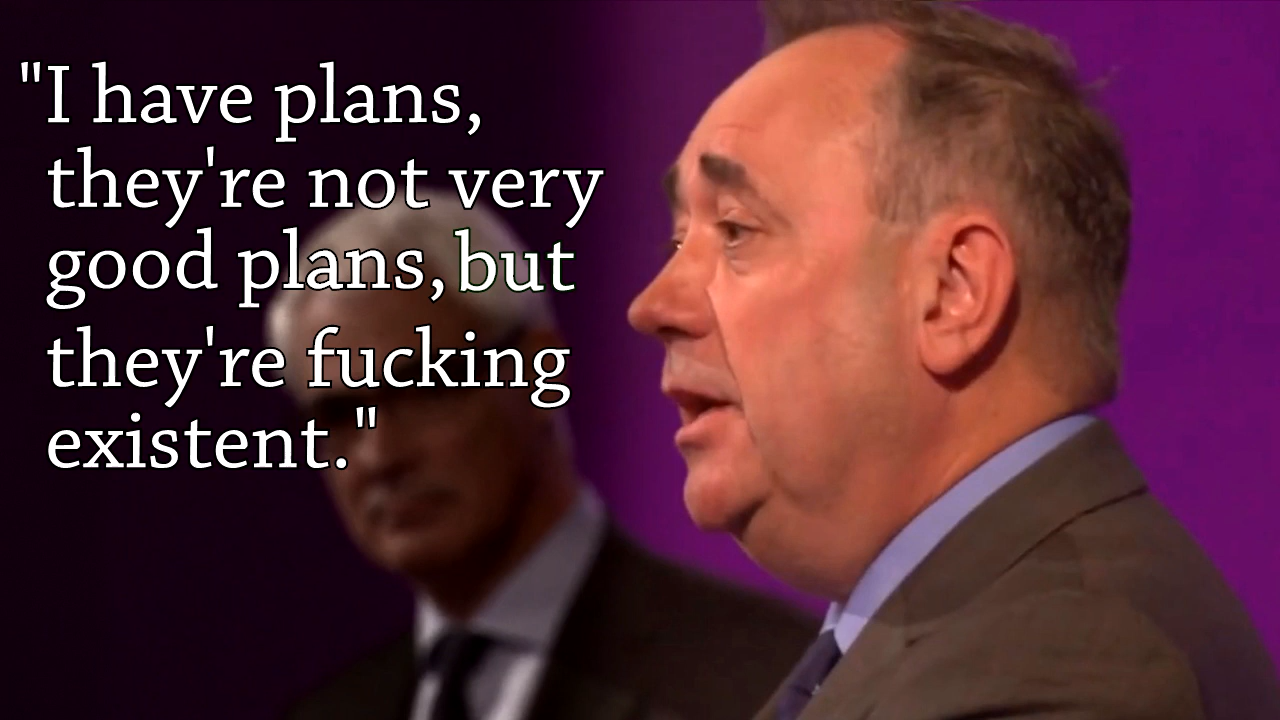 "I have plans,
they're not very
good plans, but
they're fucking
existent."